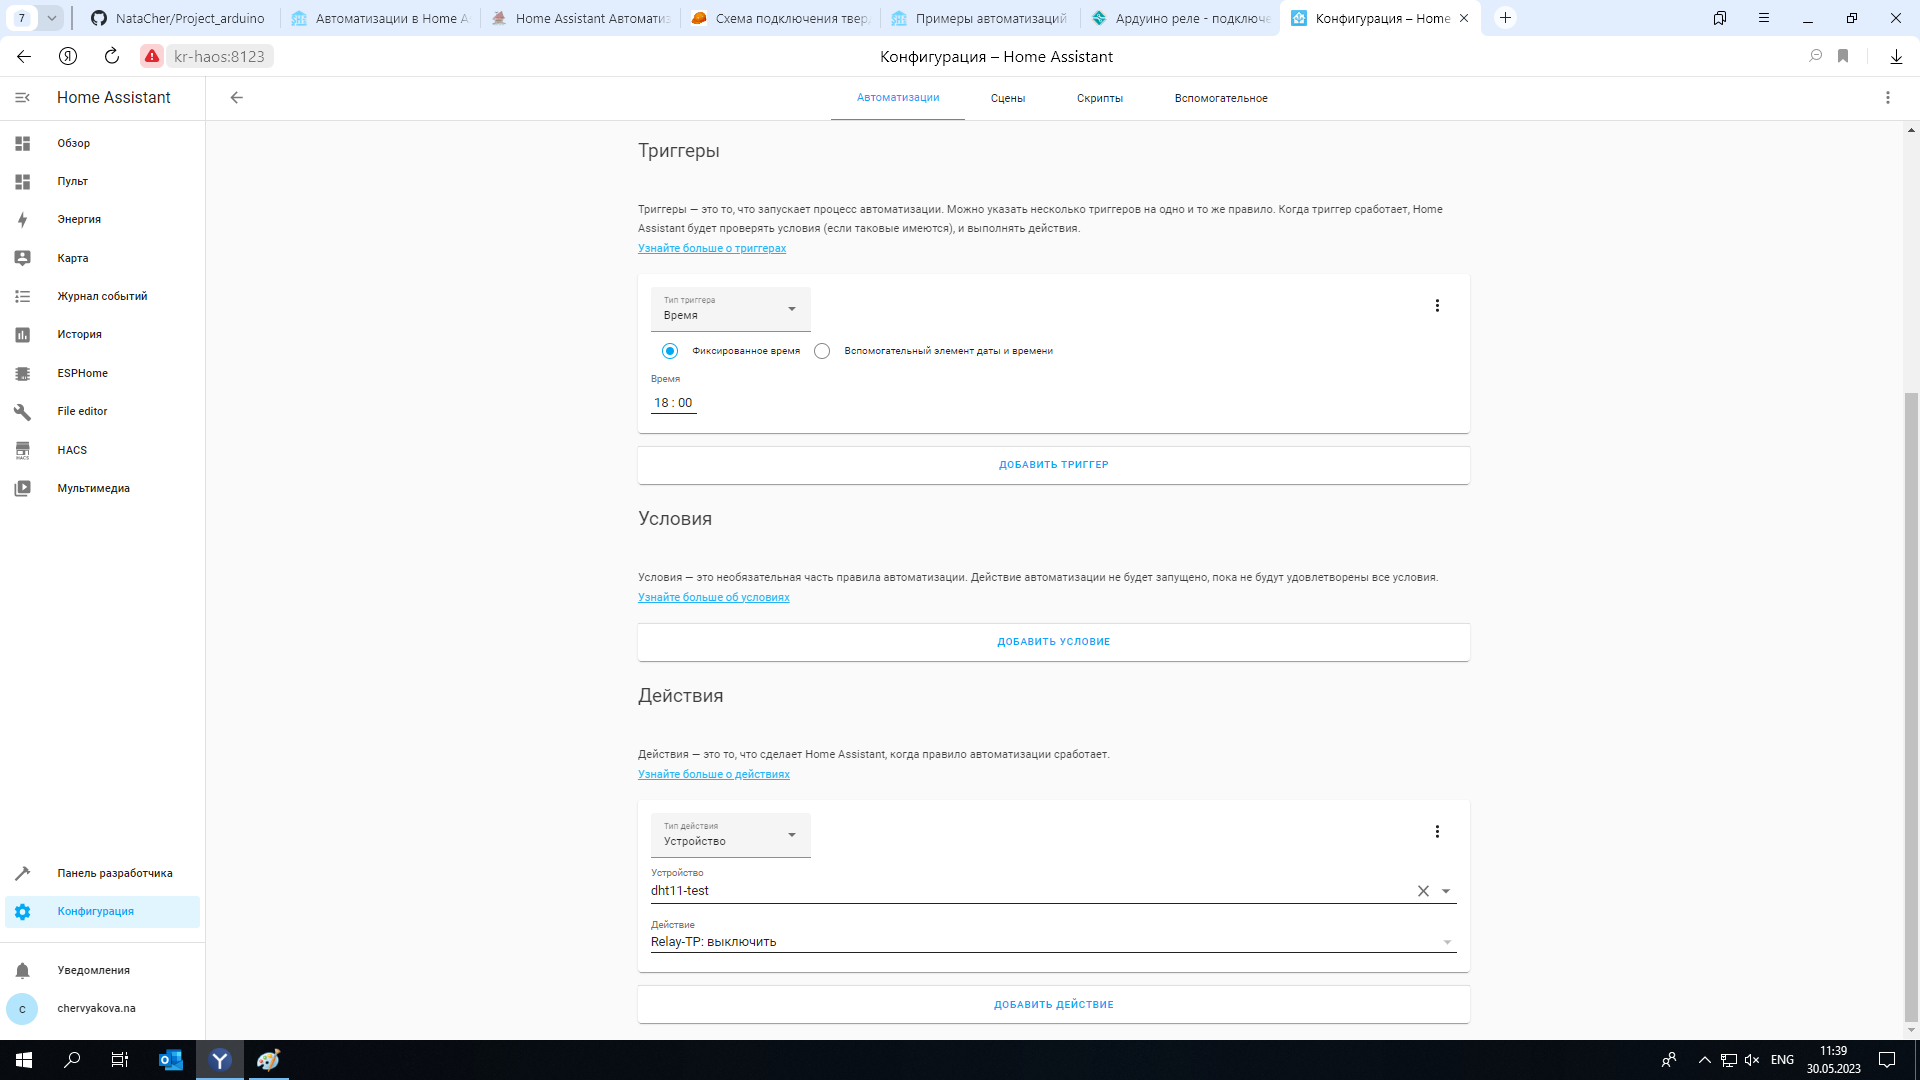 7
NataCher/Project_arduino
Автоматизации в Home A
Home Assistant Автоматиз
Схема подключения твер
Примеры автоматизаций
Ардуино реле - подключе
Конфигурация – Home
kr-haos:8123
Конфигурация – Home Assistant
Home Assistant
Автоматизации
Сцены
Скрипты
Вспомогательное
Обзор
Пульт
Энергия
Карта
Журнал событий
История
ESPHome
File editor
HACS
HACS
Мультимедиа
Панель разработчика
Конфигурация
Уведомления
c
chervyakova.na
Триггеры
Триггеры — это то, что запускает процесс автоматизации. Можно указать несколько триггеров на одно и то же правило. Когда триггер сработает, Home
Assistant будет проверять условия (если таковые имеются), и выполнять действия.
Узнайте больше о триггерах
Тип триггера
Время
Фиксированное время
Вспомогательный элемент даты и времени
Время
18 : 00
ДОБАВИТЬ ТРИГГЕР
Условия
Условия — это необязательная часть правила автоматизации. Действие автоматизации не будет запущено, пока не будут удовлетворены все условия.
Узнайте больше об условиях
ДОБАВИТЬ УСЛОВИЕ
Действия
Действия — это то, что сделает Home Assistant, когда правило автоматизации сработает.
Узнайте больше о действиях
Тип действия
Устройство
Устройство
dht11-test
Действие
Relay-TP: выключить
ДОБАВИТЬ ДЕЙСТВИЕ
ENG
11:39
30.05.2023